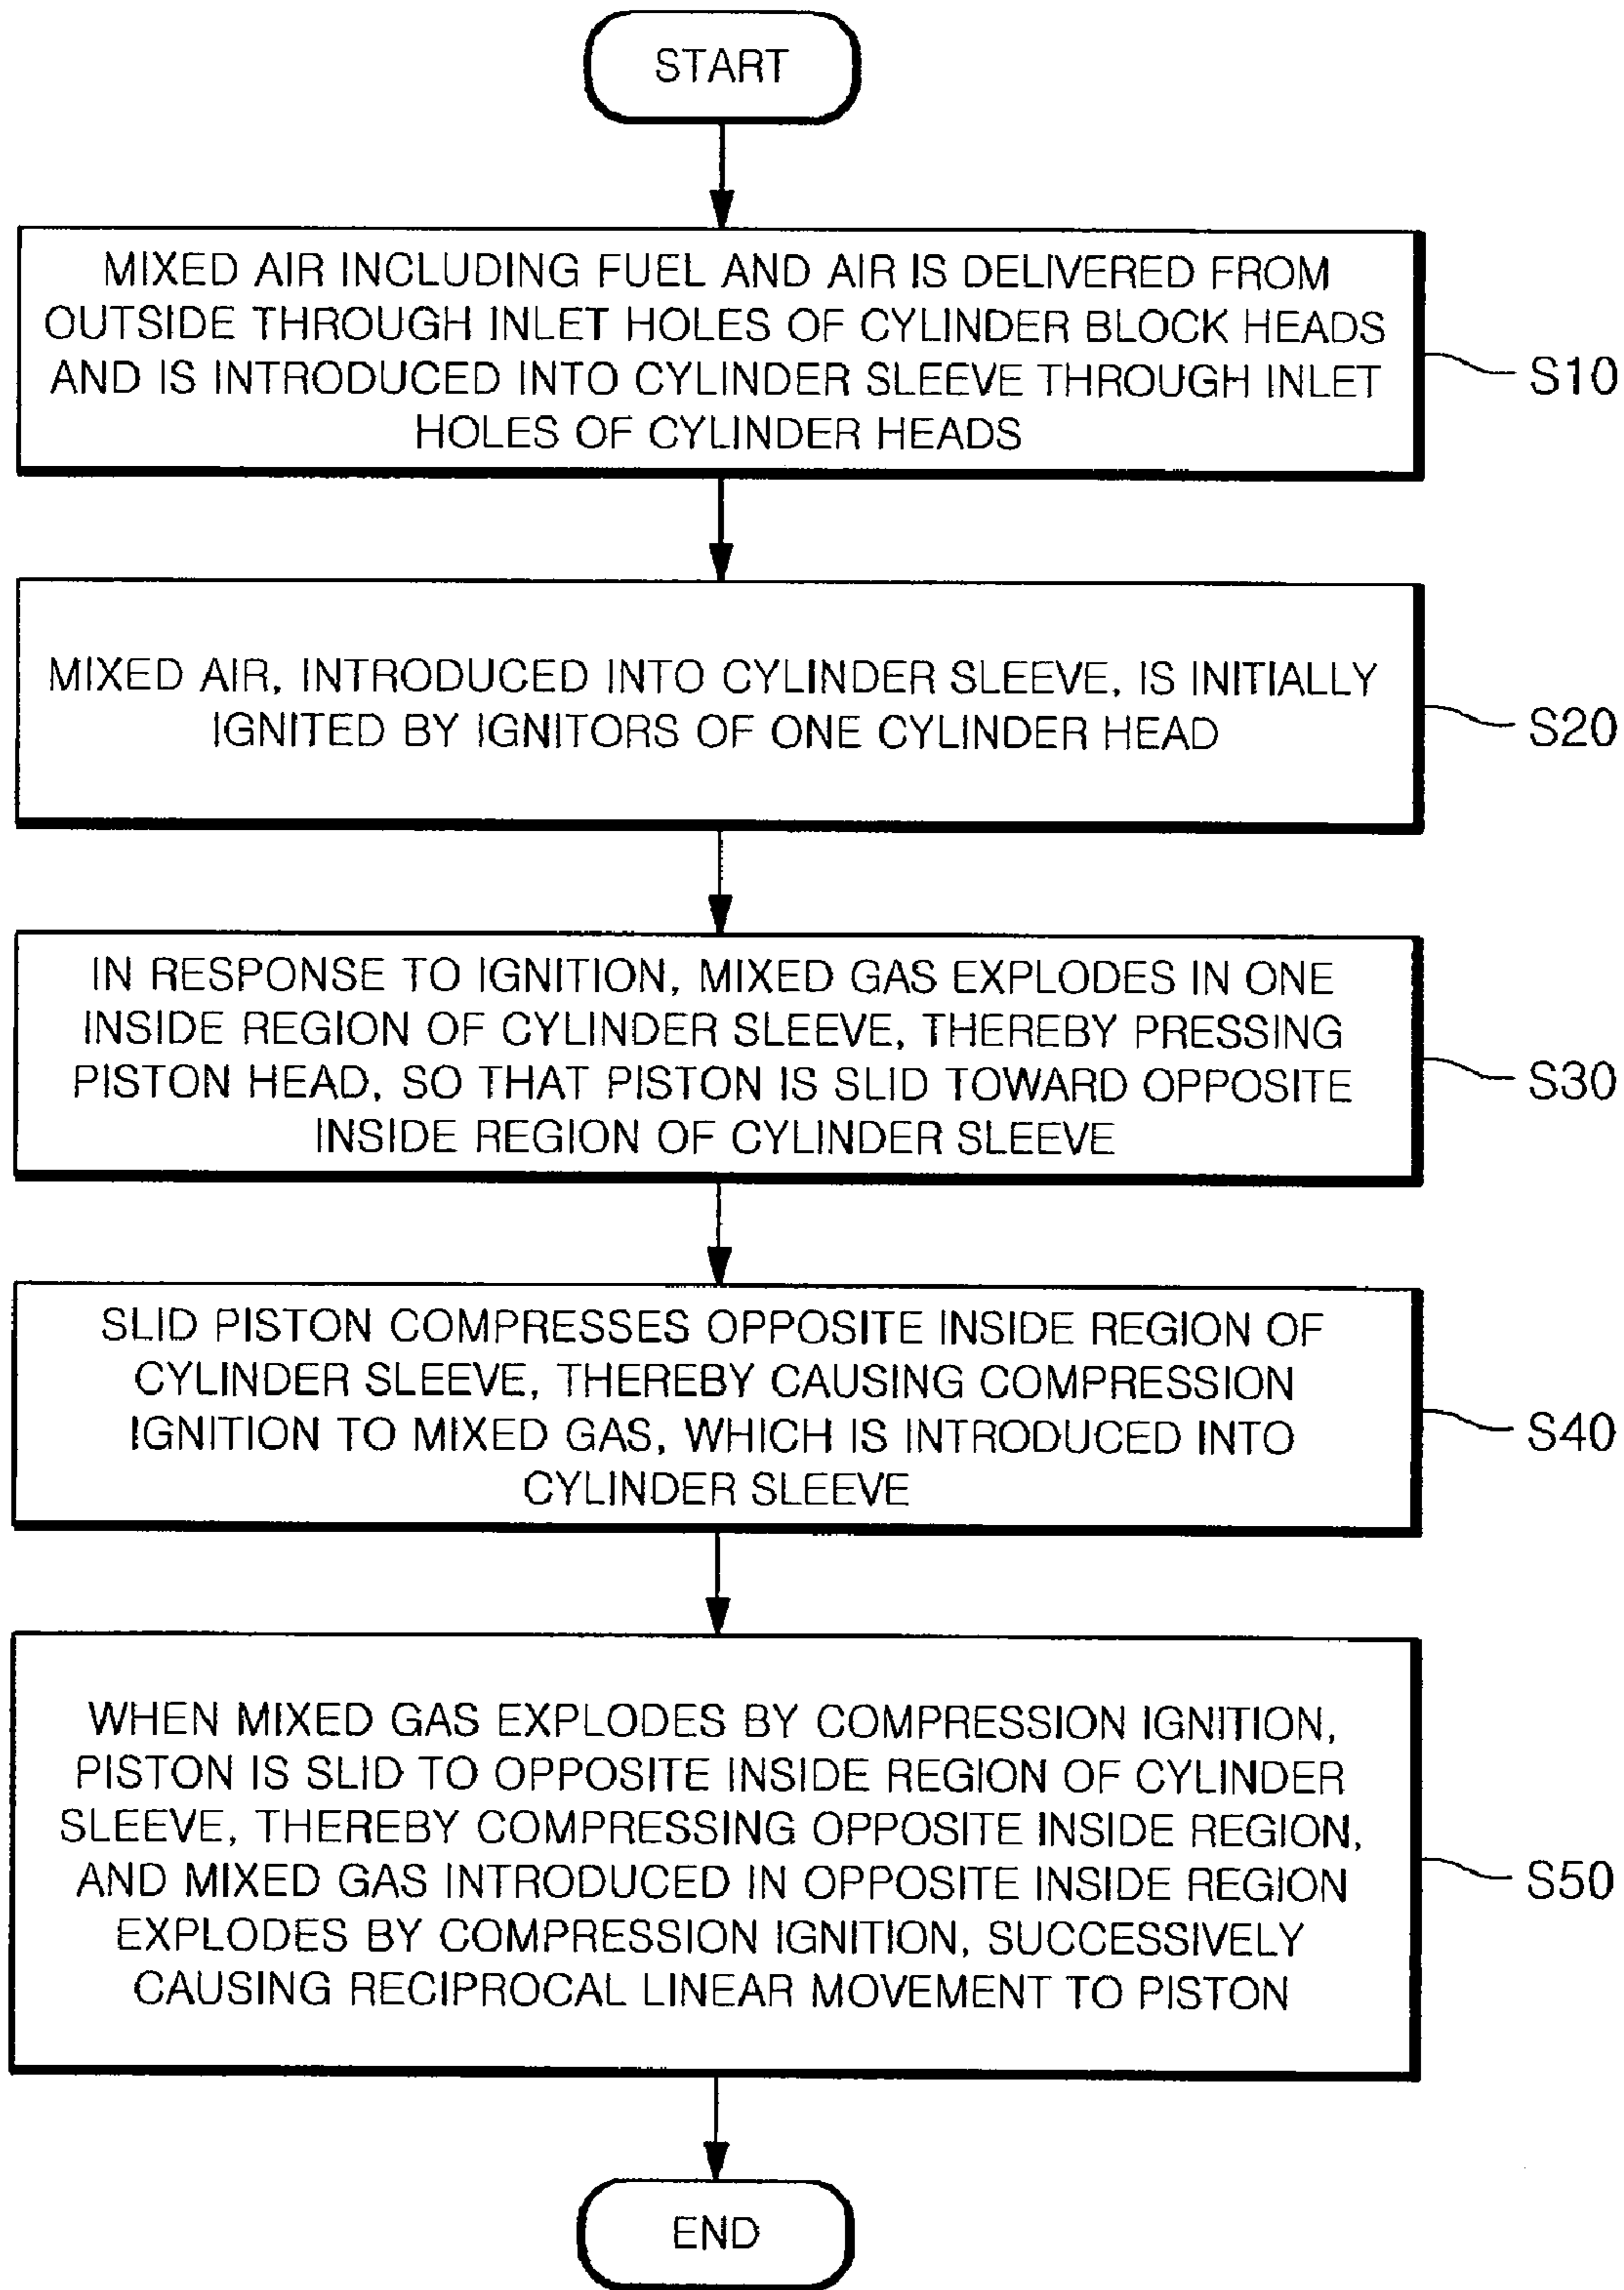 START
MIXED AIR INCLUDING FUEL AND AIR IS DELIVERED FROM
OUTSIDE THROUGH INLET HOLES OF CYLINDER BLOCK HEADS
AND IS INTRODUCED INTO CYLINDER SLEEVE THROUGH INLET
HOLES OF CYLINDER HEADS
S10
MIXED AIR, INTRODUCED INTO CYLINDER SLEEVE, IS INITIALLY
IGNITED BY IGNITORS OF ONE CYLINDER HEAD
S20
IN RESPONSE TO IGNITION, MIXED GAS EXPLODES IN ONE
INSIDE REGION OF CYLINDER SLEEVE, THEREBY PRESSING
PISTON HEAD, SO THAT PISTON IS SLID TOWARD OPPOSITE
INSIDE REGION OF CYLINDER SLEEVE
S30
SLID PISTON COMPRESSES OPPOSITE INSIDE REGION OF
CYLINDER SLEEVE, THEREBY CAUSING COMPRESSION
IGNITION TO MIXED GAS, WHICH IS INTRODUCED INTO
CYLINDER SLEEVE
S40
WHEN MIXED GAS EXPLODES BY COMPRESSION IGNITION,
PISTON IS SLID TO OPPOSITE INSIDE REGION OF CYLINDER
SLEEVE, THEREBY COMPRESSING OPPOSITE INSIDE REGION,
AND MIXED GAS INTRODUCED IN OPPOSITE INSIDE REGION
EXPLODES BY COMPRESSION IGNITION, SUCCESSIVELY
CAUSING RECIPROCAL LINEAR MOVEMENT TO PISTON
S50
END